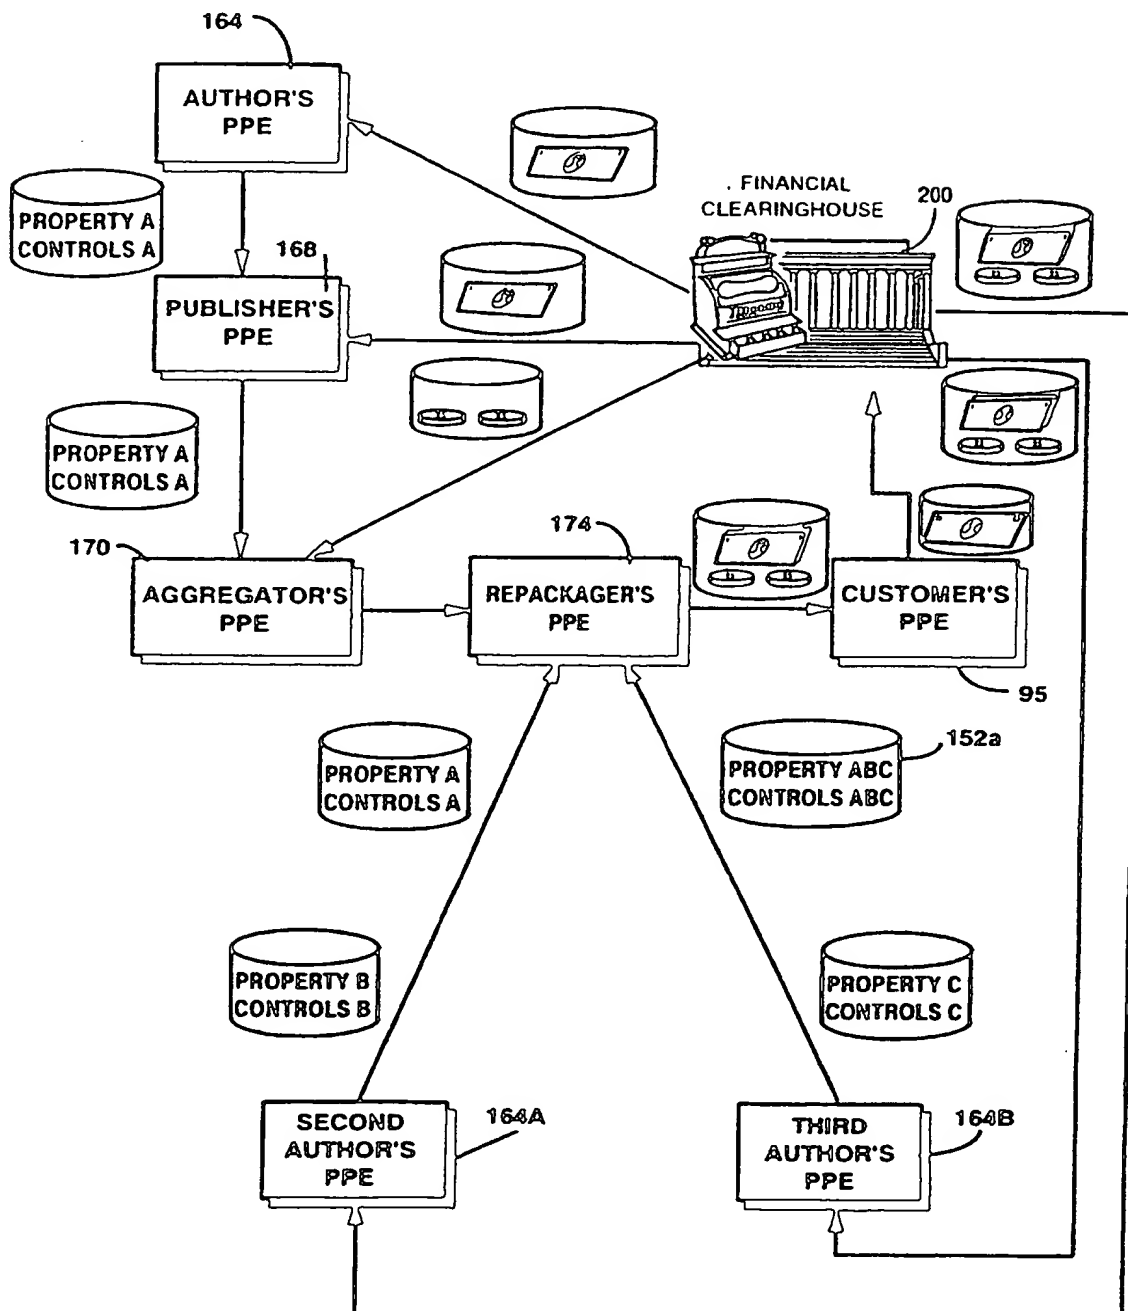 164
AUTHOR'S
PPE
PROPERTY A
CONTROLS A
. FINANCIAL
CLEARINGHOUSE
200
168
PUBLISHER'S
PPE
PROPERTY A
CONTROLS A
170
AGGREGATOR'S
PPE
174
REPACKAGER'S
PPE
CUSTOMER'S
PPE
95
PROPERTY A
CONTROLS A
152a
PROPERTY ABC
CONTROLS ABC
PROPERTY B
CONTROLS B
PROPERTY C
CONTROLS C
SECOND
AUTHOR'S
PPE
164A
THIRD
AUTHOR'S
PPE
164B